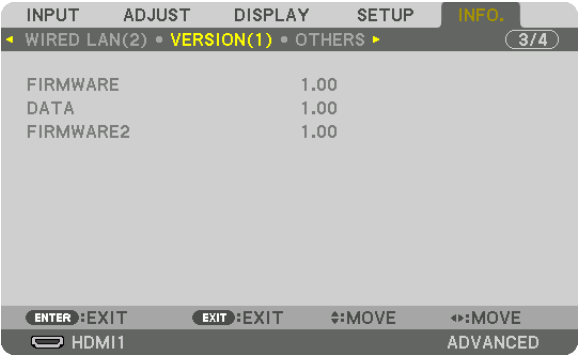 INPUT ADJUST DISPLAY SETUP INFO.
WIRED LAN(2) • VERSION(1) • OTHERS 3/4
FIRMWARE 1.00
DATA 1.00
FIRMWARE2 1.00
ENTER :EXIT EXIT :EXIT :MOVE :MOVE
HDMI1 ADVANCED